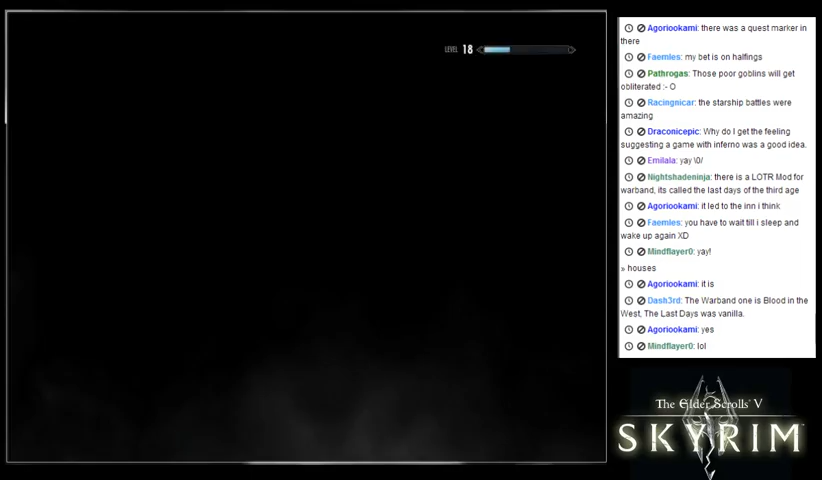 LEVEL 18
Agoriookami: there was a quest marker in
there
Faemles: my bet is on halfings
Pathrogas: Those poor goblins will get
obliterated :- O
Racingnicar: the starship battles were
amazing
Draconicepic: Why do I get the feeling
suggesting a game with inferno was a good idea.
Emilala: yay \0/
Nightshadeninja: there is a LOTR Mod for
warband, its called the last days of the third age
Agoriookami: it led to the inn i think
Faemles: you have to wait till i sleep and
wake up again XD
Mindflayer0: yay!
» houses
Agoriookami: it is
Dash3rd: The Warband one is Blood in the
West, The Last Days was vanilla.
Agoriookami: yes
Mindflayer0: lol
The Elder Scrolls V
SKYRIM